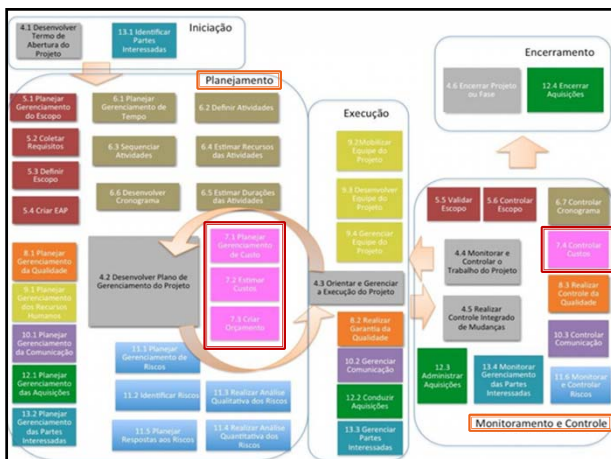 Iniciação
4.1 Desenvolver
Termo de
Abertura do
Projeto
13.1 Identificar
Partes
Interessadas
Planejamento
5.1 Planejar
Gerenciamento
do Escopo
6.1 Planejar
Gerenciamento de
Tempo
6.2 Definir Atividades
5.2 Coletar
Requisitos
5.3 Definir
Escopo
6.3 Sequenciar
Atividades
6.4 Estimar Recursos
das Atividades
5.4 Criar EAP
6.6 Desenvolver
Cronograma
6.5 Estimar Durações
das Atividades
8.1 Planejar
Gerenciamento
da Qualidade
9.1 Planejar
Gerenciamento
dos Recursos
Humanos
10.1 Planejar
Gerenciamento
da Comunicação
12.1 Planejar
Gerenciamento
das Aquisições
13.2 Planejar
Gerenciamento
das Partes
Interessadas
4.2 Desenvolver Plano de
Gerenciamento do Projeto
7.1 Planejar
Gerenciamento
de Custo
7.2 Estimar
Custos
7.3 Criar
Orçamento
11.1 Planejar
Gerenciamento de
Riscos
11.2 Identificar Riscos
11.3 Realizar Análise
Qualitativa dos Riscos
11.5 Planejar
Respostas aos Riscos
11.4 Realizar Análise
Quantitativa dos Riscos
Execução
9.2 Mobilizar
Equipe do
Projeto
9.3 Desenvolver
Equipe do
Projeto
9.4 Gerenciar
Equipe do
Projeto
4.3 Orientar e Gerenciar
a Execução do Projeto
8.2 Realizar
Garantia da
Qualidade
10.2 Gerenciar
Comunicação
12.2 Conduzir
Aquisições
13.3 Gerenciar
Partes
Interessadas
Encerramento
4.6 Encerrar Projeto
ou Fase
12.4 Encerrar
Aquisições
5.5 Validar
Escopo
5.6 Controlar
Escopo
6.7 Controlar
Cronograma
4.4 Monitorar e
Controlar o
Trabalho do Projeto
7.4 Controlar
Custos
4.5 Realizar
Controle Integrado
de Mudanças
8.3 Realizar
Controle da
Qualidade
10.3 Controlar
Comunicação
12.3
Administrar
Aquisições
13.4 Monitorar
Gerenciamento
das Partes
Interessadas
11.6 Monitorar
e Controlar
Riscos
Monitoramento e Controle